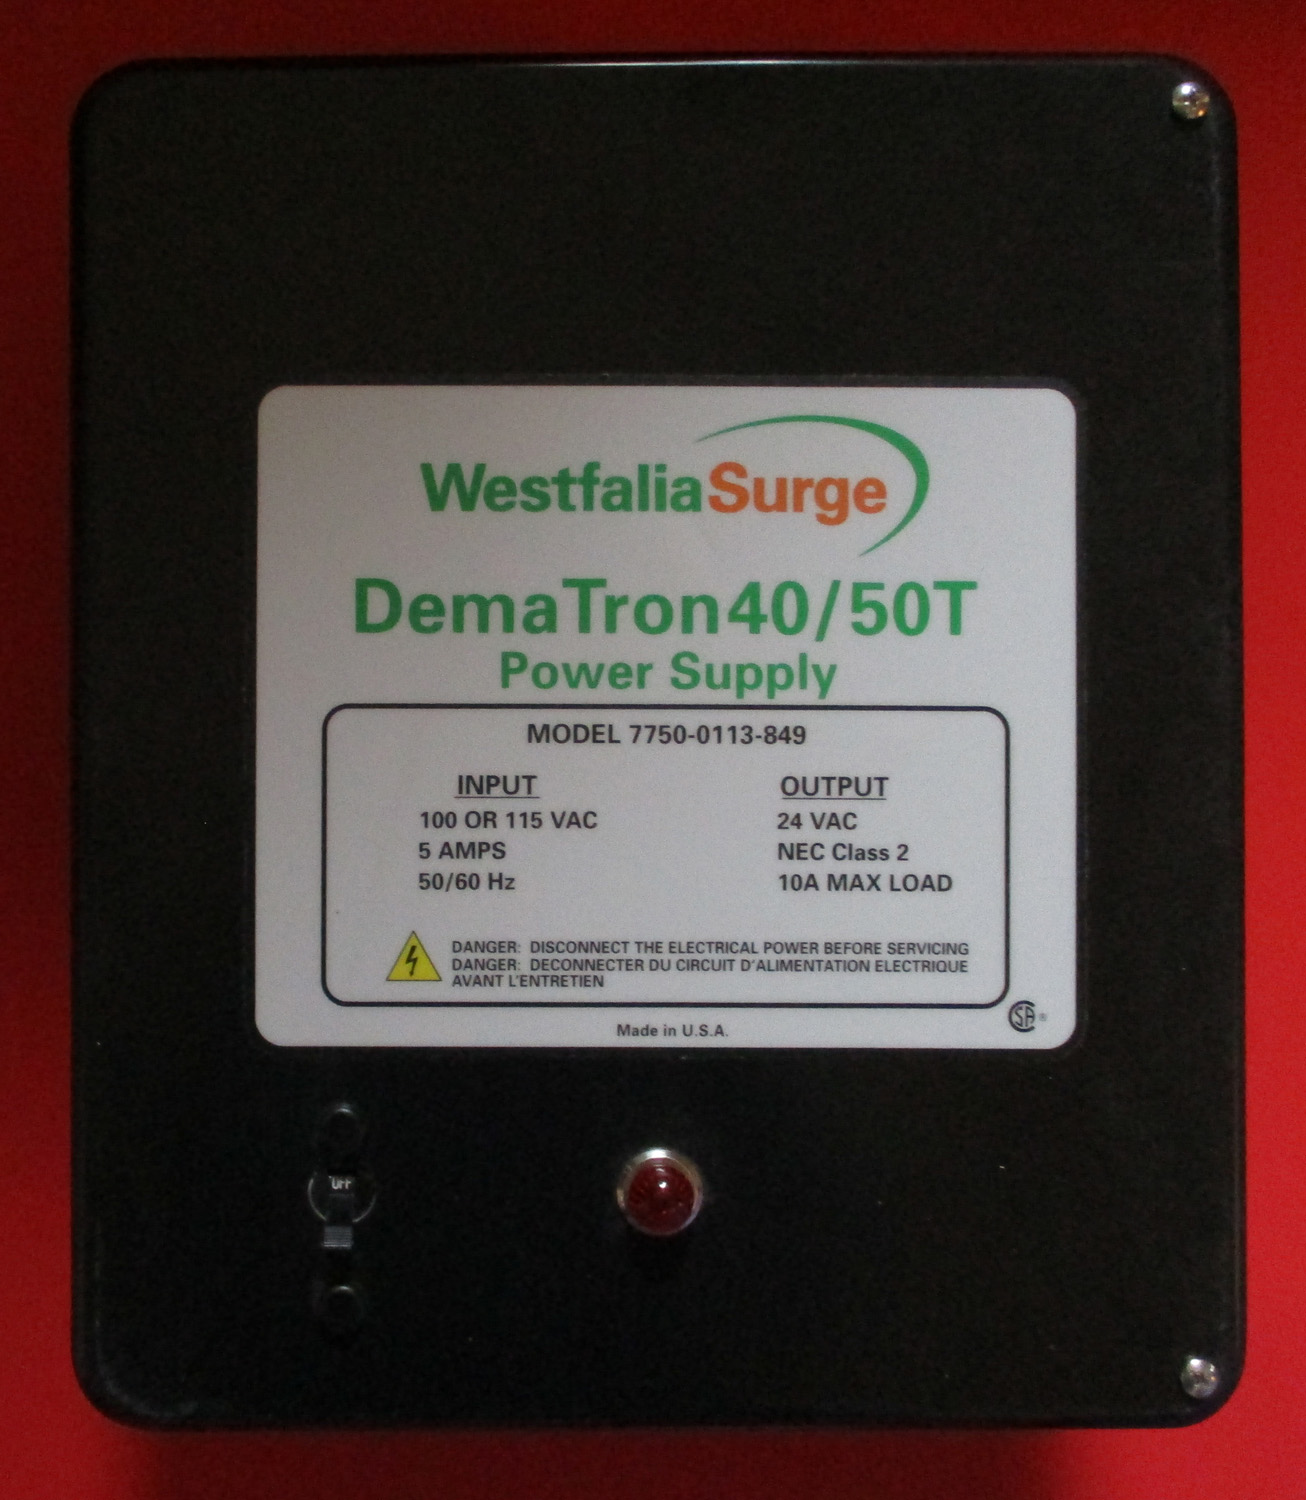 WestfaliaSurge
DemaTron40/50T
Power Supply
MODEL 7750-0113-849
INPUT
100 OR 115 VAC
5 AMPS
50/60 Hz
OUTPUT
24 VAC
NEC Class 2
10A MAX LOAD
DANGER: DISCONNECT THE ELECTRICAL POWER BEFORE SERVICING
DANGER: DECONNECTER DU CIRCUIT D'ALIMENTATION ELECTRIQUE
AVANT L'ENTRETIEN
Made in U.S.A.
CSA®
OFF